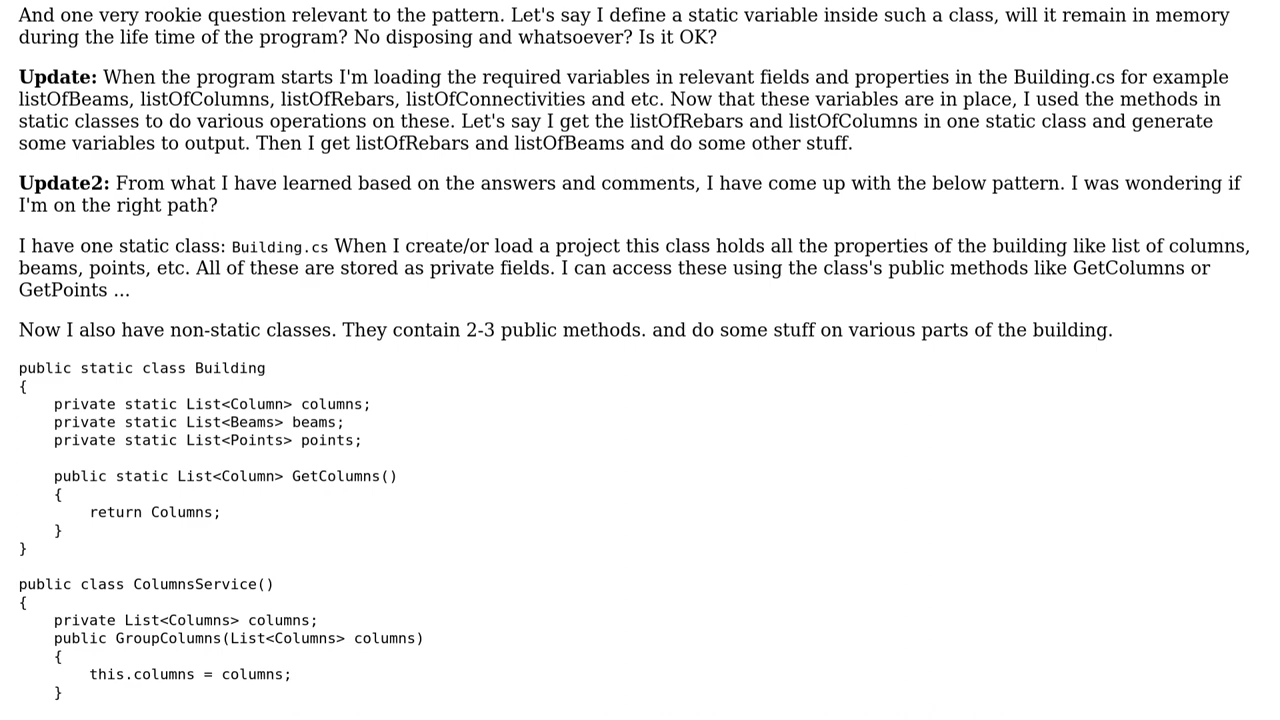 And one very rookie question relevant to the pattern. Let's say I define a static variable inside such a class, will it remain in memory
during the life time of the program? No disposing and whatsoever? Is it OK?
Update: When the program starts I'm loading the required variables in relevant fields and properties in the Building.cs for example
listOfBeams, listOfColumns, listOfRebars, listOfConnectivities and etc. Now that these variables are in place, I used the methods in
static classes to do various operations on these. Let's say I get the listOfRebars and listOfColumns in one static class and generate
some variables to output. Then I get listOfRebars and listOfBeams and do some other stuff.
Update2: From what I have learned based on the answers and comments, I have come up with the below pattern. I was wondering if
I'm on the right path?
I have one static class: Building.cs When I create/or load a project this class holds all the properties of the building like list of columns,
beams, points, etc. All of these are stored as private fields. I can access these using the class's public methods like GetColumns or
GetPoints ...
Now I also have non-static classes. They contain 2-3 public methods. and do some stuff on various parts of the building.
public static class Building
{
    private static List<Column> columns;
    private static List<Beams> beams;
    private static List<Points> points;

    public static List<Column> GetColumns()
    {
        return Columns;
    }
}

public class ColumnsService()
{
    private List<Columns> columns;
    public GroupColumns(List<Columns> columns)
    {
        this.columns = columns;
    }